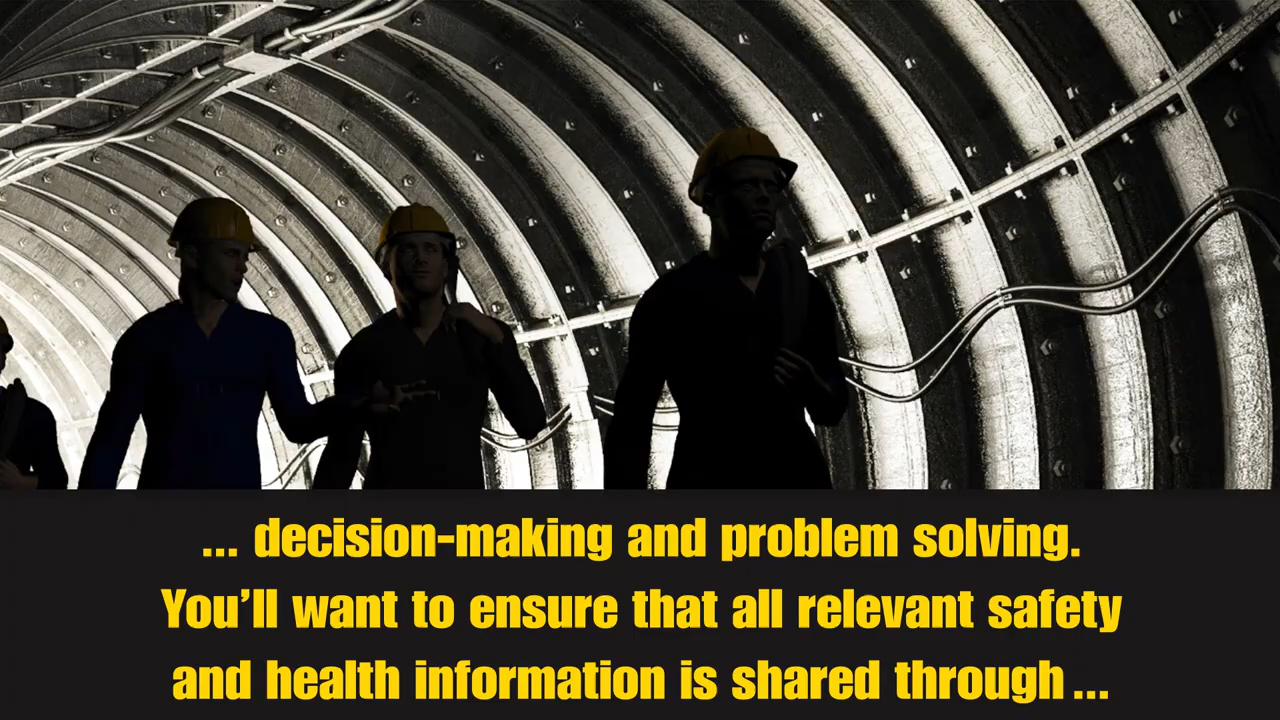 ... decision-making and problem solving.
You’ll want to ensure that all relevant safety
and health information is shared through ...